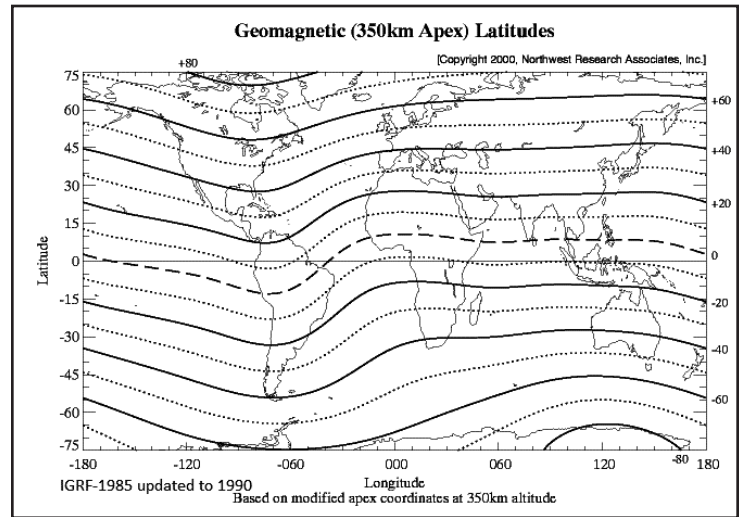 Geomagnetic (350km Apex) Latitudes
[Copyright 2000, Northwest Research Associates, Inc.]
+80
75
60
45
30
15
0
-15
-30
-45
-60
-75
Latitude
+60
+40
+20
0
-20
-40
-60
-80
-180 -120 -060 000 060 120 180
Longitude
IGRF-1985 updated to 1990
Based on modified apex coordinates at 350km altitude